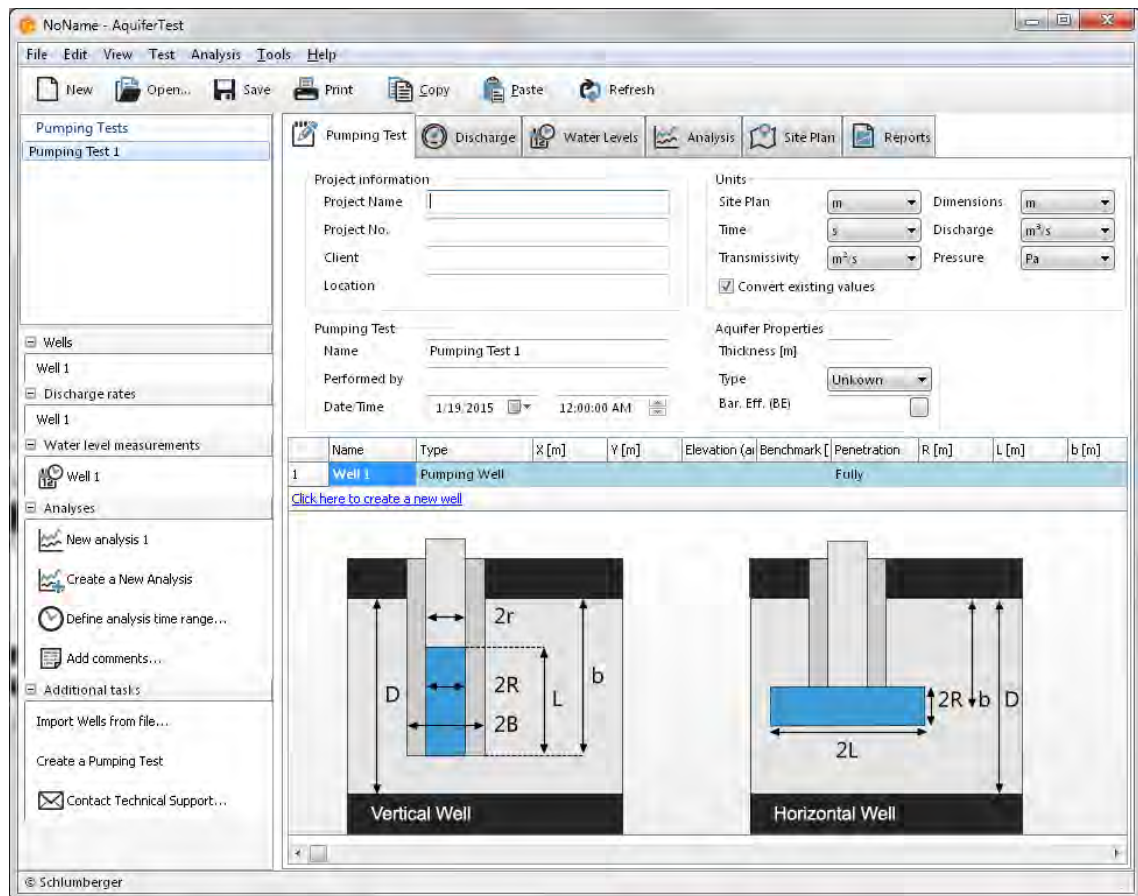 NoName - AquiferTest
File Edit View Test Analysis Tools Help
New Open... Save Print Copy Paste Refresh
Pumping Tests
Pumping Test 1
Wells
Well 1
Discharge rates
Well 1
Water level measurements
Well 1
Analyses
New analysis 1
Create a New Analysis
Define analysis time range...
Add comments...
Additional tasks
Import Wells from file...
Create a Pumping Test
Contact Technical Support...
Pumping Test Discharge Water Levels Analysis Site Plan Reports
Project information
Project Name
Project No.
Client
Location
Units
Site Plan m Dimensions m
Time s Discharge m³/s
Transmissivity m²/s Pressure Pa
Convert existing values
Pumping Test
Name Pumping Test 1
Performed by
Date/Time 1/19/2015 12:00:00 AM
Aquifer Properties
Thickness [m]
Type Unkown
Bar. Eff. (BE)
Name Type X [m] Y [m] Elevation (a Benchmark [ Penetration R [m] L [m] b [m]
1 Well 1 Pumping Well Fully
Click here to create a new well
2r
2R
2B
D
L
b
Vertical Well
2R
b
D
2L
Horizontal Well
© Schlumberger